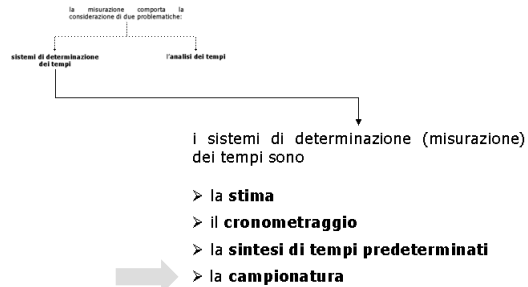 la misurazione comporta la
considerazione di due problematiche:
sistemi di determinazione
dei tempi
l'analisi dei tempi
i sistemi di determinazione (misurazione)
dei tempi sono
➢ la stima
➢ il cronometraggio
➢ la sintesi di tempi predeterminati
➢ la campionatura